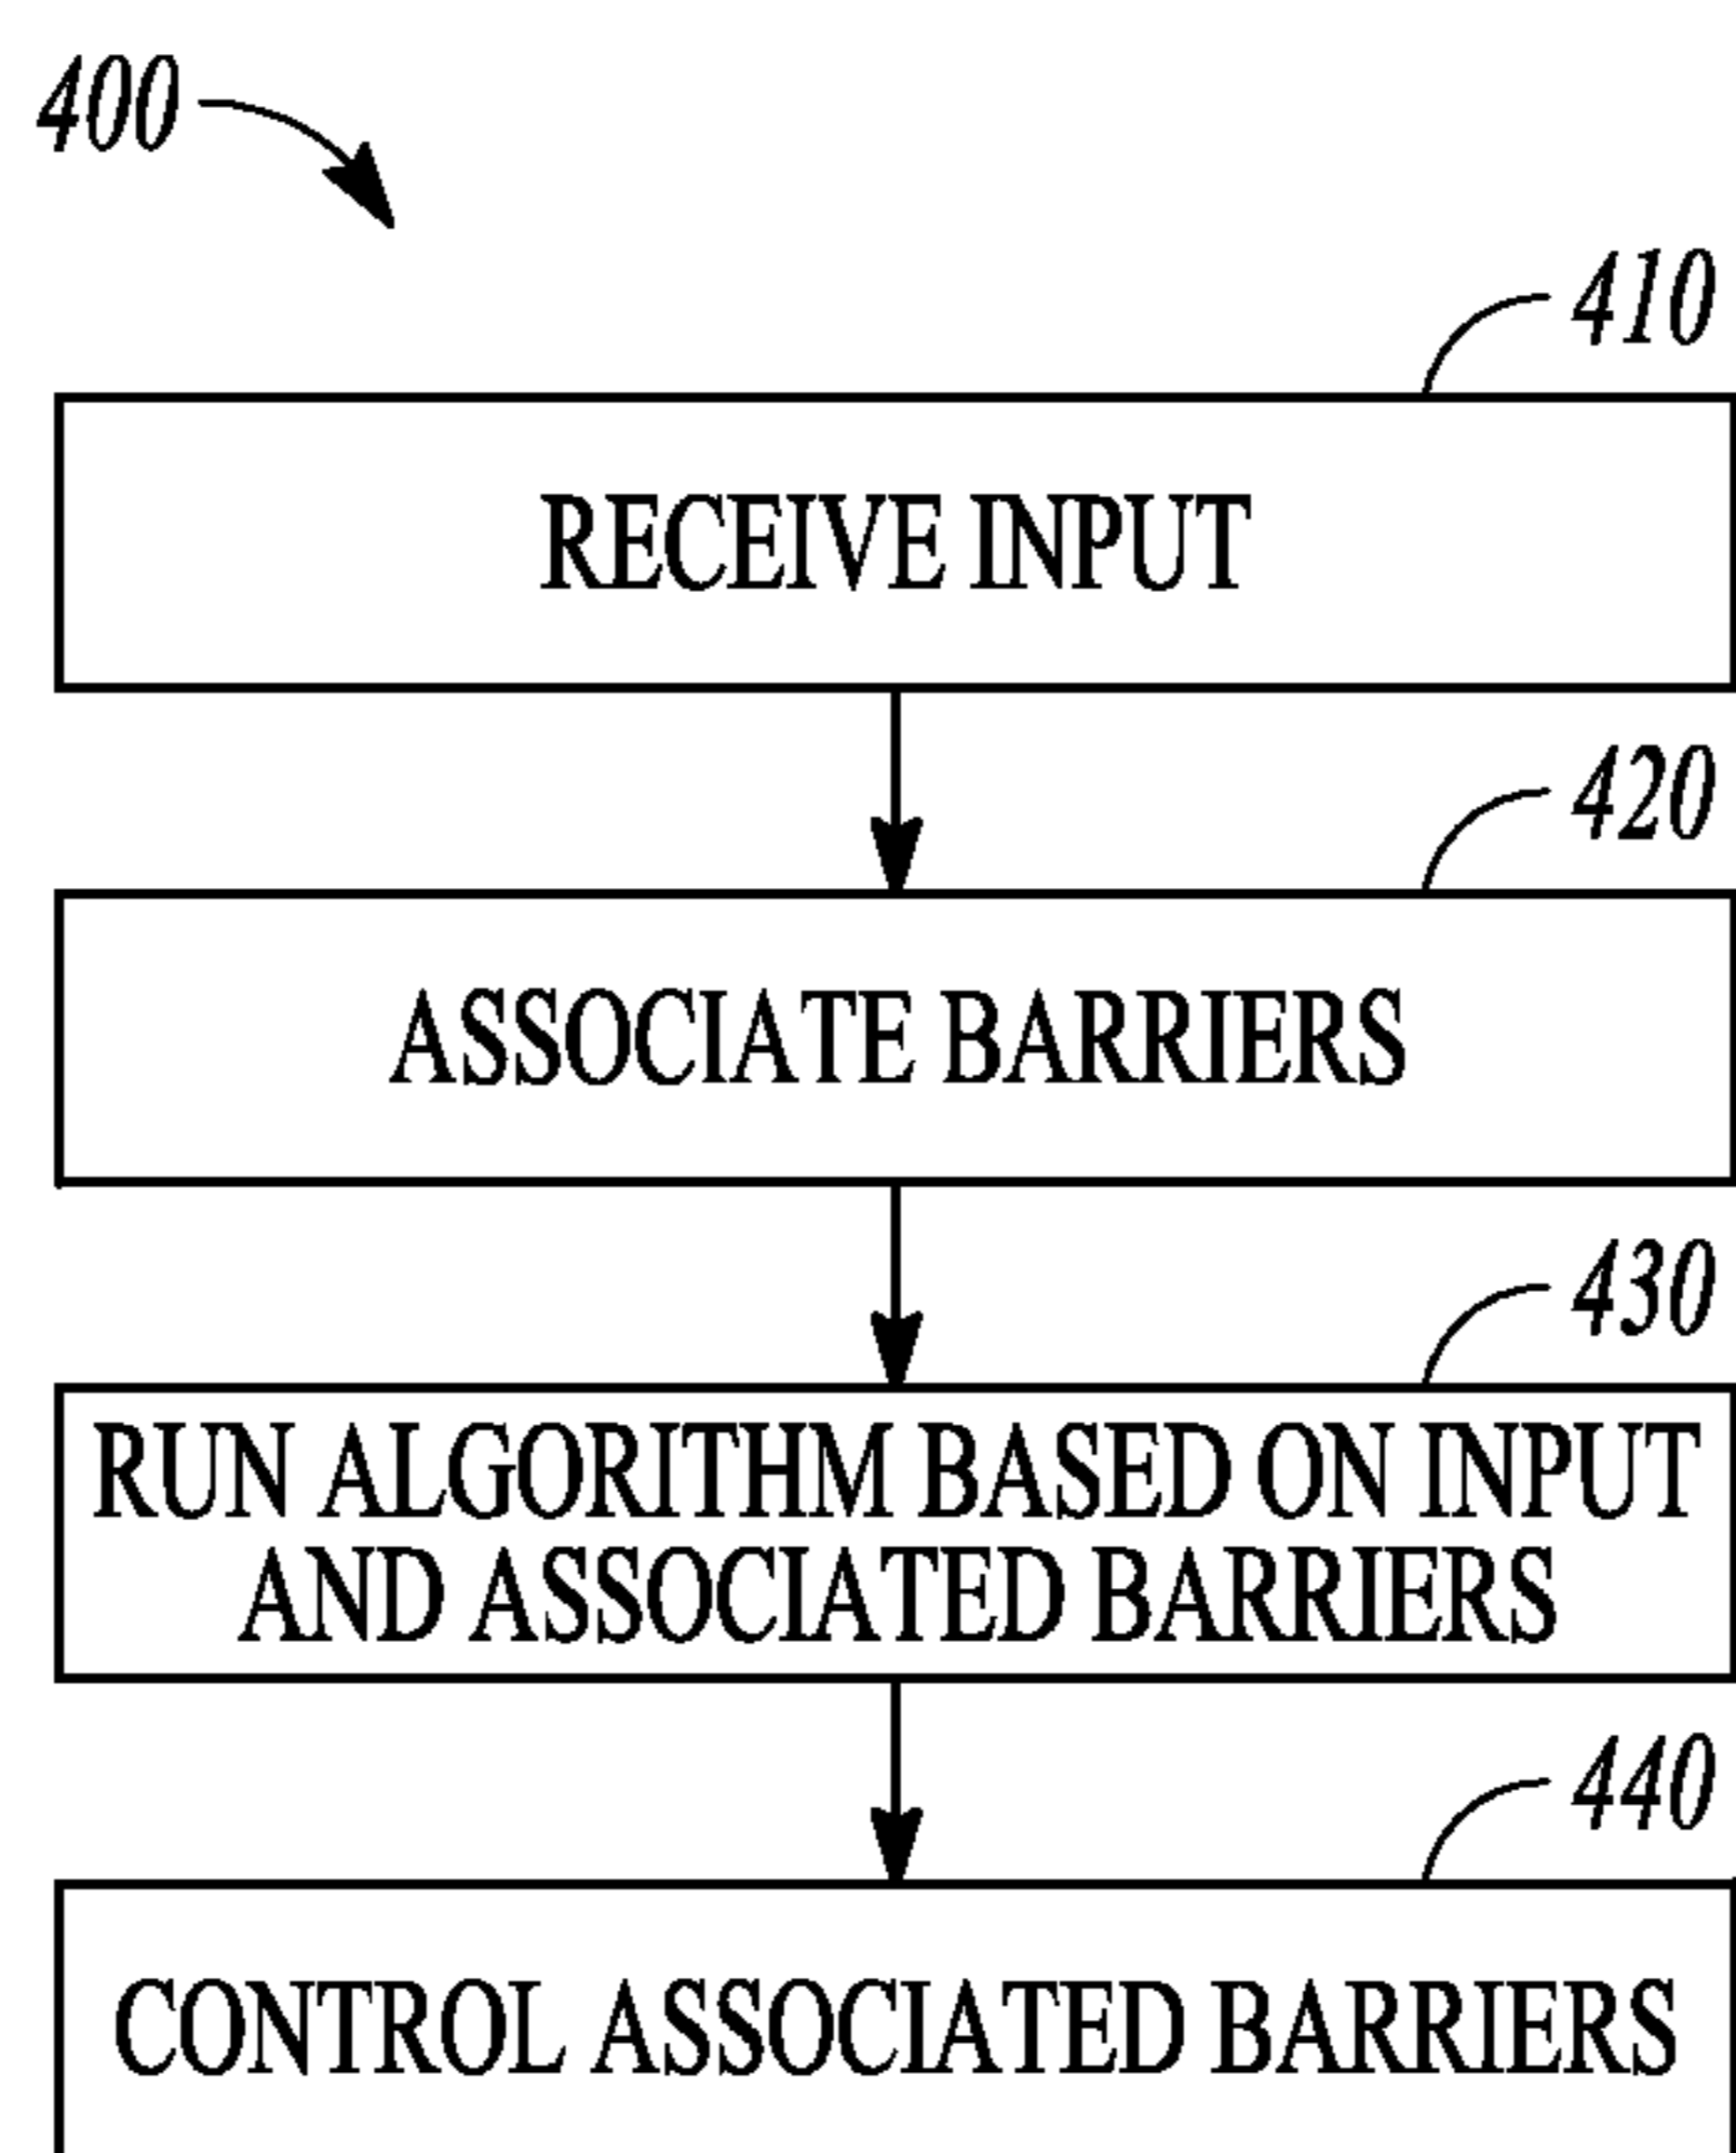 400
410
RECEIVE INPUT
420
ASSOCIATE BARRIERS
430
RUN ALGORITHM BASED ON INPUT
AND ASSOCIATED BARRIERS
440
CONTROL ASSOCIATED BARRIERS